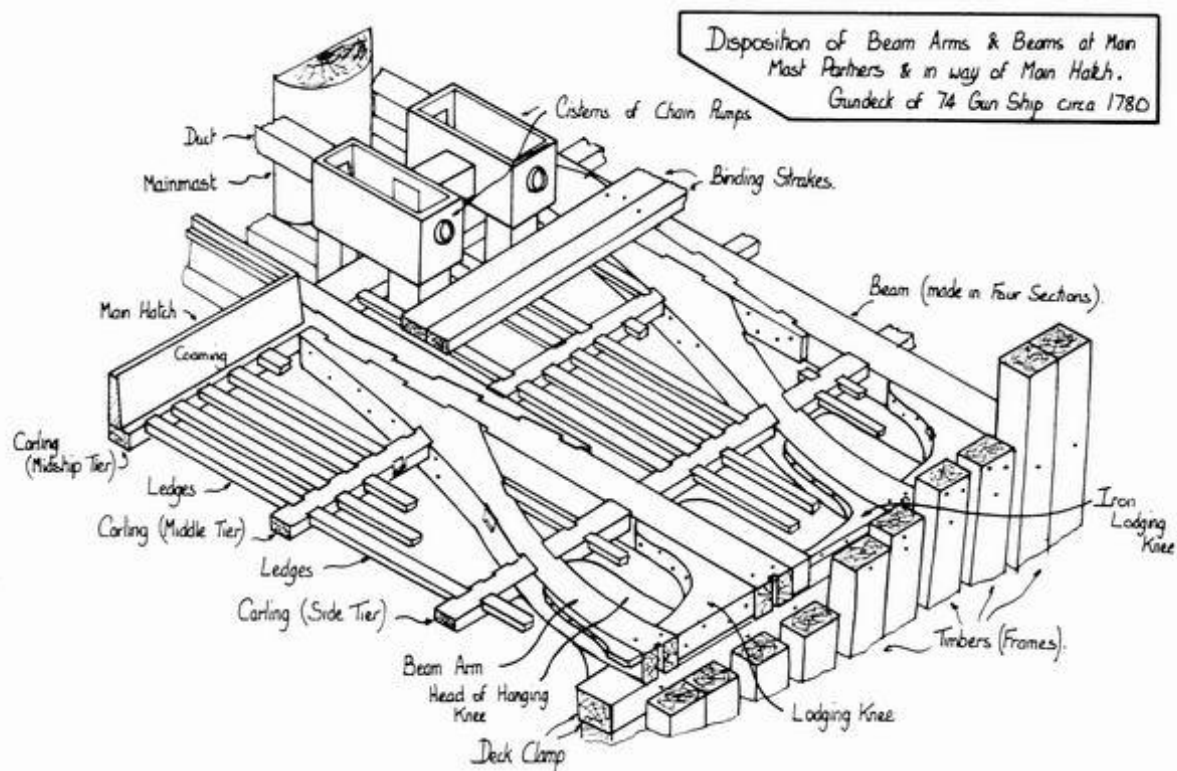 Disposition of Beam Arms & Beams at Main
Mast Partners & in way of Main Hatch.
Gundeck of 74 Gun Ship circa 1780
Cisterns of Chain Pumps
Duct
Mainmast
Binding Strakes.
Beam (made in Four Sections).
Main Hatch
Coaming
Carling
(Midship Tier)
Ledges
Carling (Middle Tier)
Ledges
Carling (Side Tier)
Iron
Lodging
Knee
Timbers (Frames).
Beam Arm
Head of Hanging
Knee
Lodging Knee
Deck Clamp